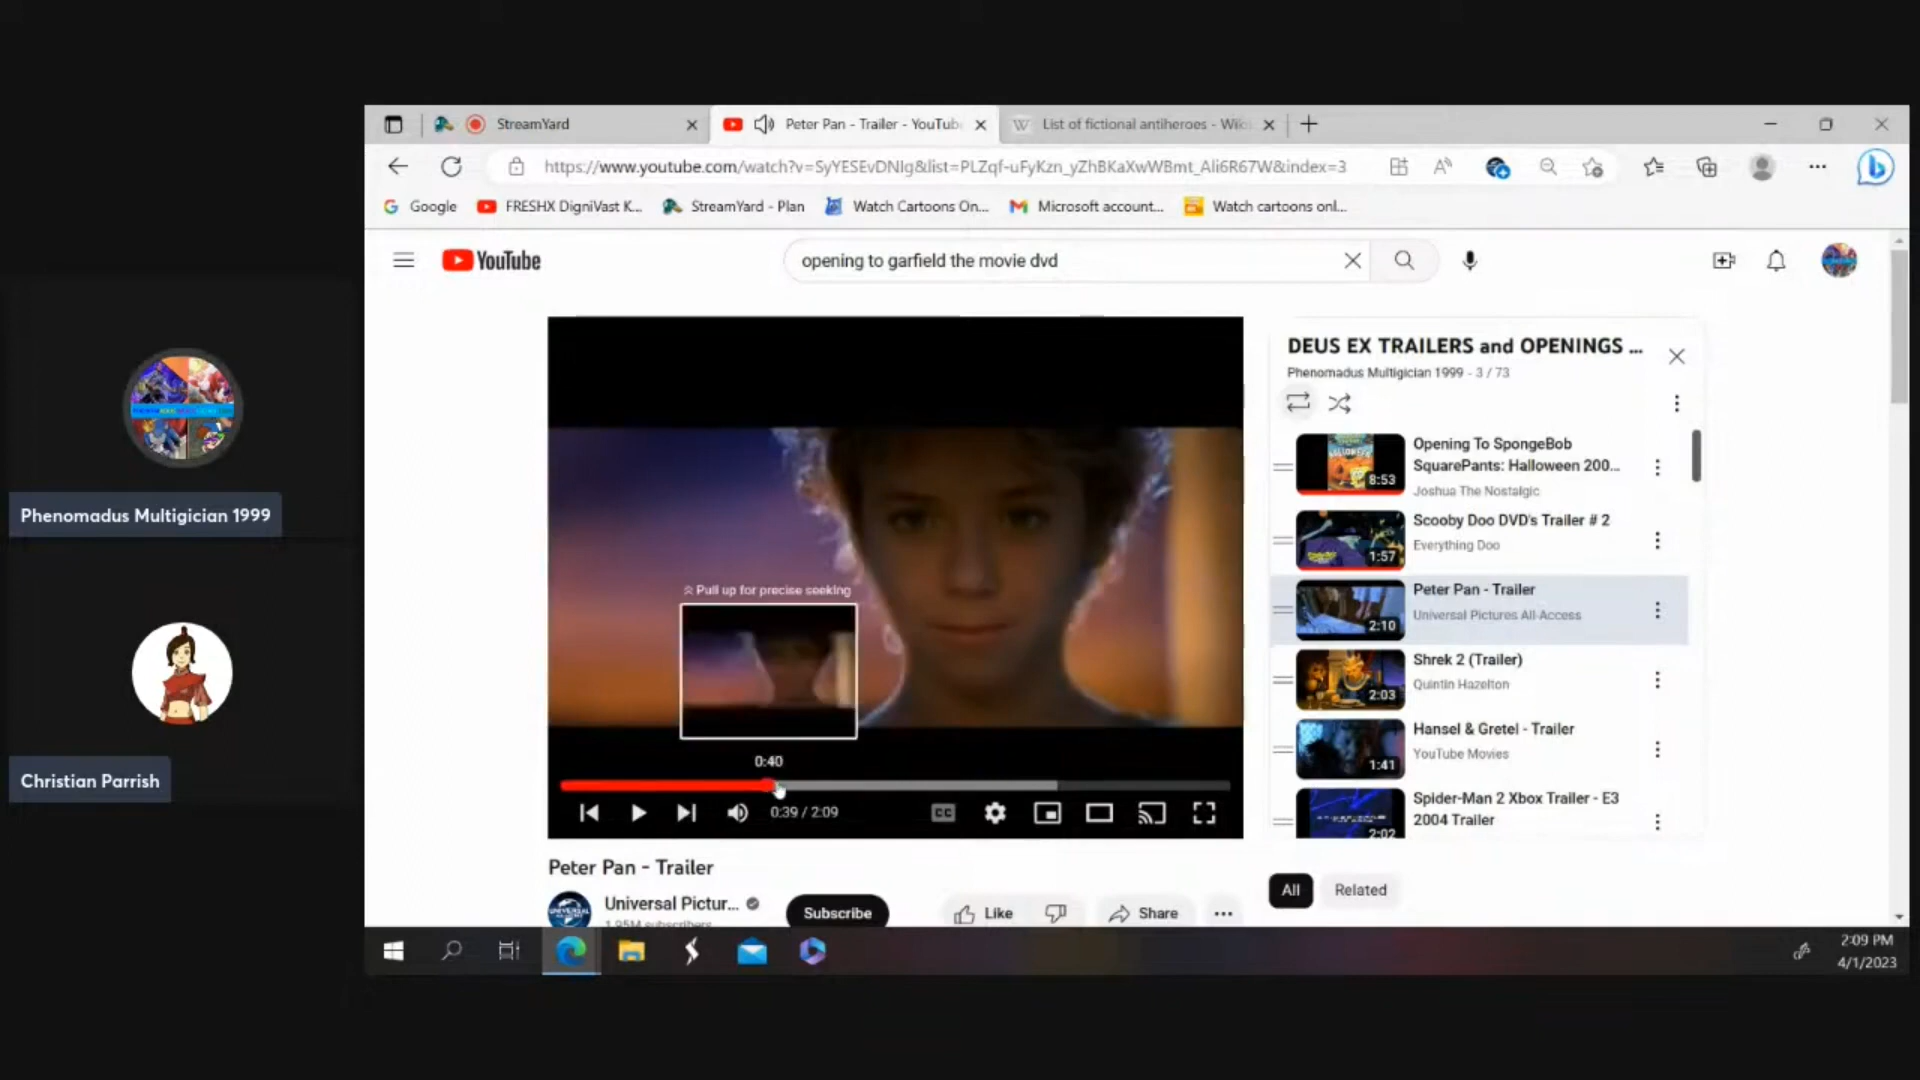 StreamYard
Peter Pan - Trailer - YouTub
List of fictional antiheroes - Wiki
https://www.youtube.com/watch?v=SyYESEvDNIg&list=PLZqf-uFyKzn_yZhBKaXwWBmt_Ali6R67W&index=3
Google
FRESHX DigniVast K...
StreamYard - Plan
Watch Cartoons On...
Microsoft account...
Watch cartoons onl...
YouTube
opening to garfield the movie dvd
DEUS EX TRAILERS and OPENINGS ...
Phenomadus Multigician 1999 - 3 / 73
Opening To SpongeBob
SquarePants: Halloween 200...
Joshua The Nostalgic
8:53
Scooby Doo DVD's Trailer # 2
Everything Doo
1:57
Peter Pan - Trailer
Universal Pictures All-Access
2:10
Shrek 2 (Trailer)
Quintin Hazelton
2:03
Hansel & Gretel - Trailer
YouTube Movies
1:41
Spider-Man 2 Xbox Trailer - E3
2004 Trailer
2:02
All
Related
Pull up for precise seeking
0:40
0:39 / 2:09
CC
Peter Pan - Trailer
Universal Pictur...
1.95M subscribers
Subscribe
Like
Share
Phenomadus Multigician 1999
Christian Parrish
2:09 PM
4/1/2023